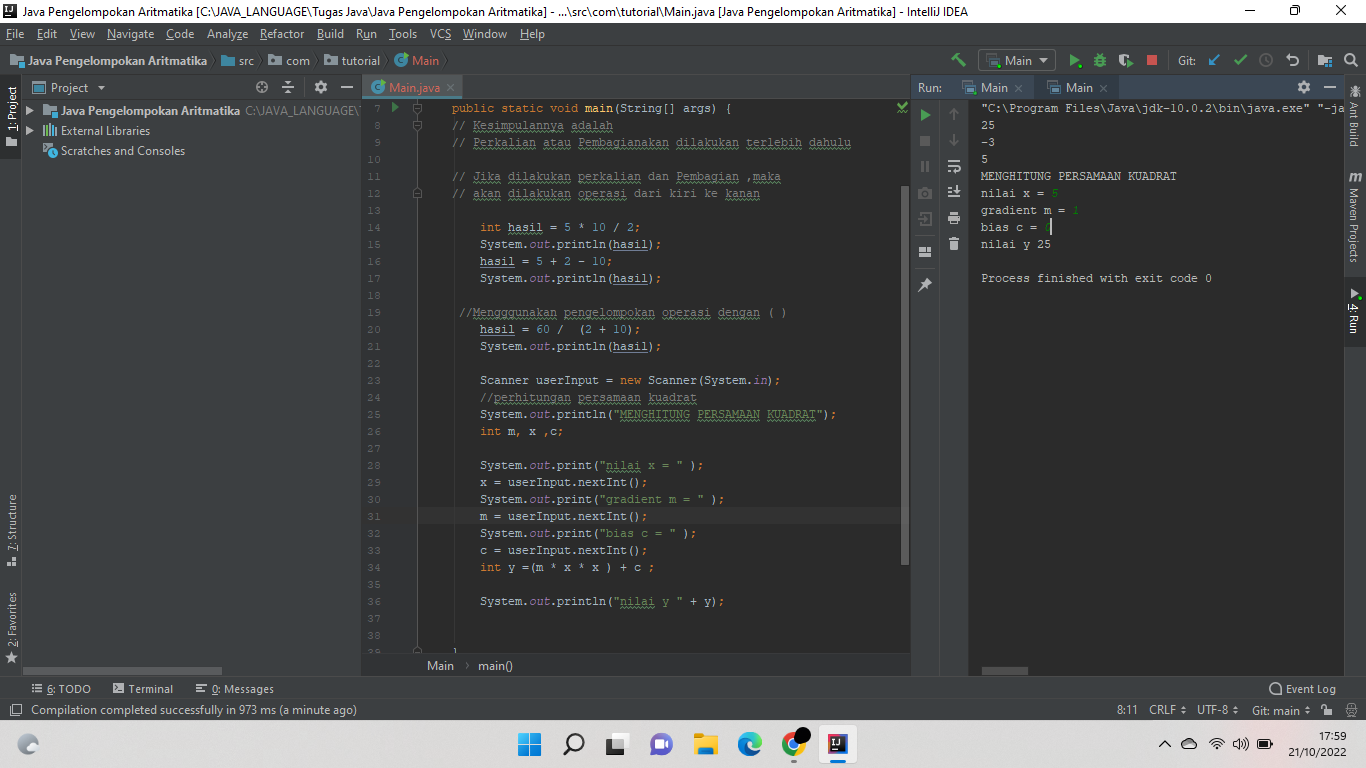 Java Pengelompokan Aritmatika [C:\JAVA_LANGUAGE\Tugas Java\Java Pengelompokan Aritmatika] - ...\src\com\tutorial\Main.java [Java Pengelompokan Aritmatika] - IntelliJ IDEA
File Edit View Navigate Code Analyze Refactor Build Run Tools VCS Window Help
Java Pengelompokan Aritmatika src com tutorial Main
Main Git:
1: Project
7: Structure
2: Favorites
Project
Java Pengelompokan Aritmatika C:\JAVA_LANGUAGE\
External Libraries
Scratches and Consoles
Main.java
7 public static void main(String[] args) {
8 // Kesimpulannya adalah
9 // Perkalian atau Pembagianakan dilakukan terlebih dahulu
10
11 // Jika dilakukan perkalian dan Pembagian ,maka
12 // akan dilakukan operasi dari kiri ke kanan
13
14 int hasil = 5 * 10 / 2;
15 System.out.println(hasil);
16 hasil = 5 + 2 - 10;
17 System.out.println(hasil);
18
19 //Mengggunakan pengelompokan operasi dengan ( )
20 hasil = 60 / (2 + 10);
21 System.out.println(hasil);
22
23 Scanner userInput = new Scanner(System.in);
24 //perhitungan persamaan kuadrat
25 System.out.println("MENGHITUNG PERSAMAAN KUADRAT");
26 int m, x ,c;
27
28 System.out.print("nilai x = " );
29 x = userInput.nextInt();
30 System.out.print("gradient m = " );
31 m = userInput.nextInt();
32 System.out.print("bias c = " );
33 c = userInput.nextInt();
34 int y =(m * x * x ) + c ;
35
36 System.out.println("nilai y " + y);
37
38
39 }
Main main()
Run: Main Main
"C:\Program Files\Java\jdk-10.0.2\bin\java.exe" "-ja
25
-3
5
MENGHITUNG PERSAMAAN KUADRAT
nilai x = 5
gradient m = 1
bias c = 0
nilai y 25
Process finished with exit code 0
Ant Build
Maven Projects
4: Run
6: TODO Terminal 0: Messages Event Log
Compilation completed successfully in 973 ms (a minute ago) 8:11 CRLF UTF-8 Git: main
17:59
21/10/2022